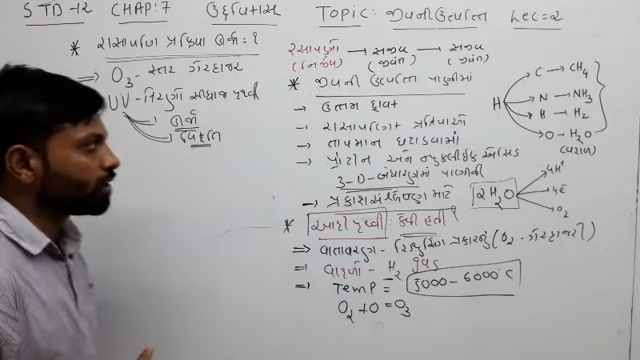 STD-12 CHAP:7 ઉદ્દવિકાસ
Topic: જીવની ઉત્પત્તિ Lec=2
* રાસાયણિક પ્રક્રિયા ઉર્જા = ?
⇒ O₃ - સ્તર ગેરહાજર
UV - કિરણો સીધાજ પૃથ્વી
ઉર્જા
વિકૃતિ
રસાયણો → સજીવ → સજીવ
(નિર્જીવ) (જીવંત) (જીવંત)
* જીવની ઉત્પત્તિ પાણીમાં
→ ઉત્તમ દ્રાવક
→ રાસાયણિક પ્રક્રિયાઓ
→ તાપમાન ઘટાડવામાં
→ પ્રોટીન અને ન્યુક્લીઇક એસિડ
3-D-બંધારણમાં પાણીની
→ પ્રકાશસંશ્લેષણ માટે
H
C → CH₄
N → NH₃
H → H₂
O → H₂O
(વરાળ)
2H₂O
4H⁺
4e
O₂
* આદી પૃથ્વી કેવી હતી ?
⇒ વાતાવરણ - રિડ્યુસિંગ પ્રકારનું (O₂ - ગેરહાજરી)
⇒ વાદળી - H₂
⇒ Temp = 5000 - 6000°C
O₂ + O = O₃